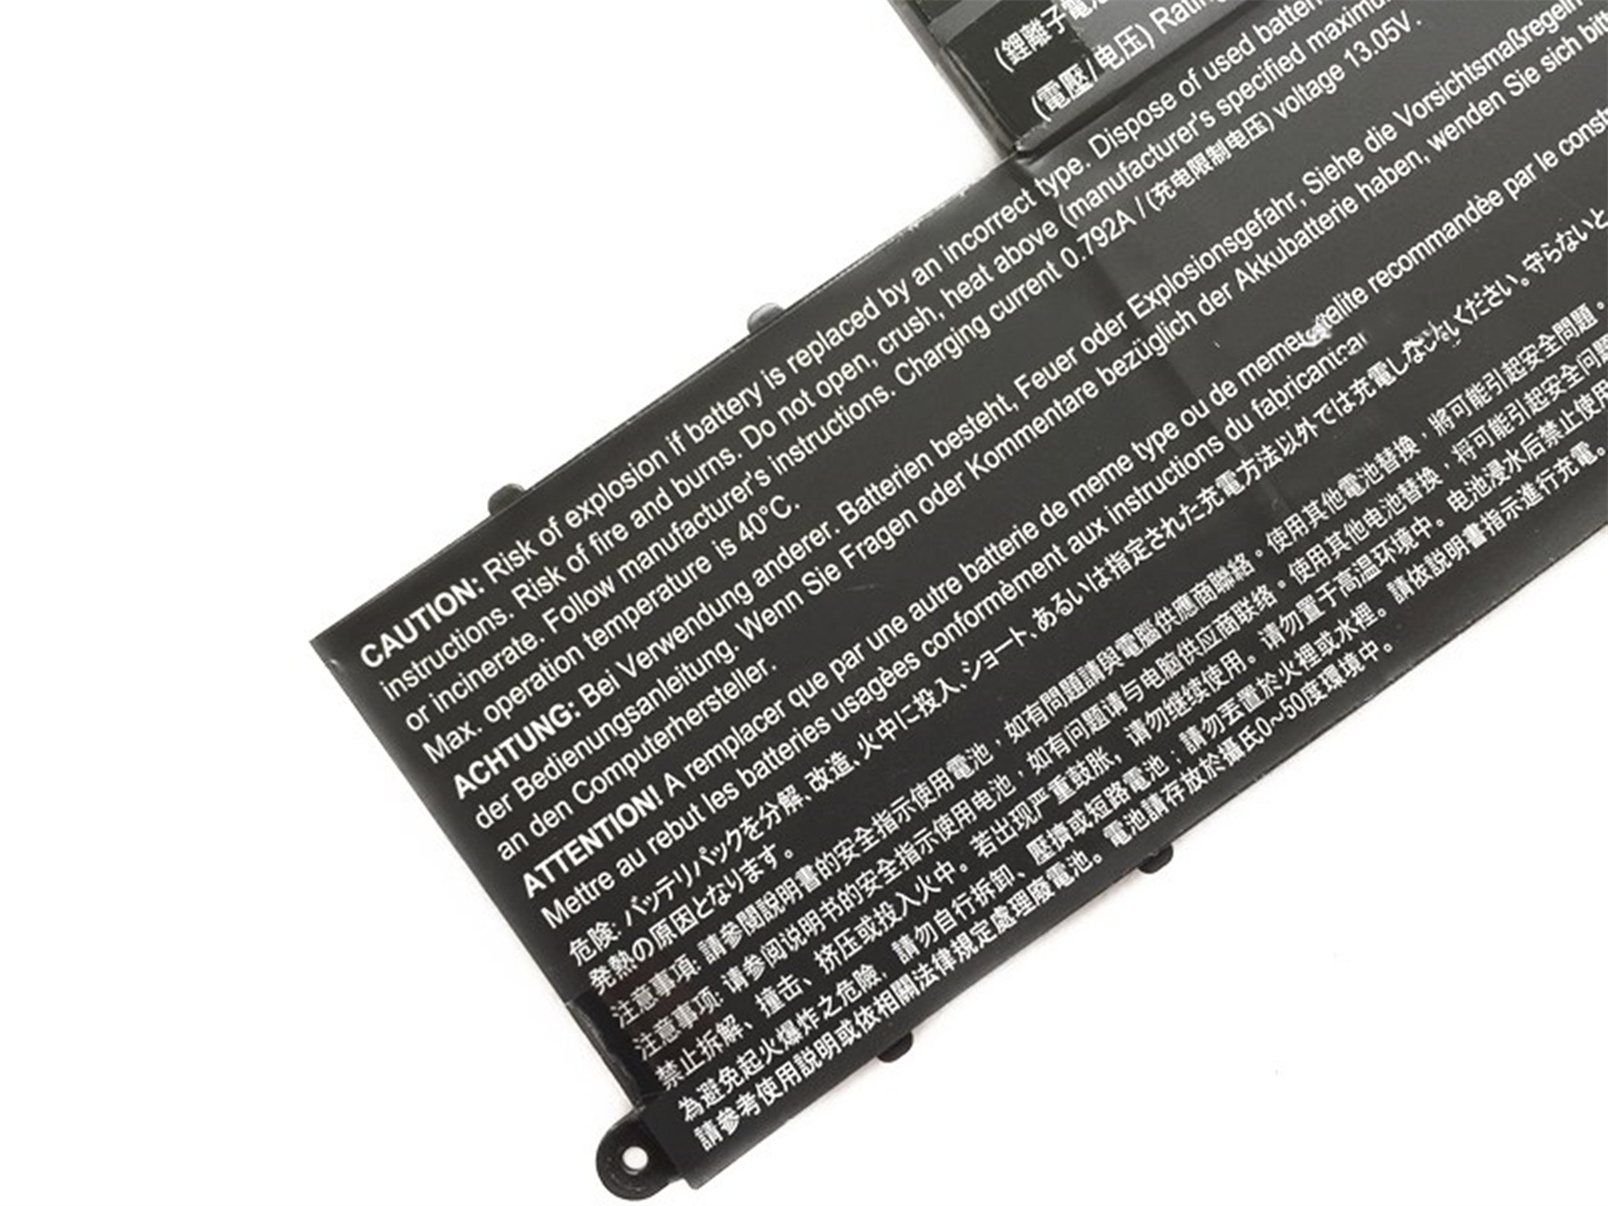 (鋰離子電池
(電壓/电压) Rating
CAUTION: Risk of explosion if battery is replaced by an incorrect type. Dispose of used batter
instructions. Risk of fire and burns. Do not open, crush, heat above (manufacturer's specified maximum
or incinerate. Follow manufacturer's instructions. Charging current 0.792A / (充电限制电压) voltage 13.05V .
Max. operation temperature is 40°C.
ACHTUNG: Bei Verwendung anderer. Batterien besteht, Feuer oder Explosionsgefahr, Siehe die Vorsichtsmaßregeln
der Bedienungsanleitung. Wenn Sie Fragen oder Kommentare bezüglich der Akkubatterie haben, wenden Sie sich bitt
an den Computerhersteller.
ATTENTION! A remplacer que par une autre batterie de meme type ou de meme qelite recommandèe par le const
Mettre au rebut les batteries usagèes conformèment aux instructions du fabricant
危険: バッテリパックを分解、改造、火中に投入、ショート、あるいは指定された充電方法以外では充電しないでください。守らないと
発熱の原因となります。
注意事項: 請參閱說明書的安全指示使用電池，如有問題請與電腦供應商聯絡。使用其他電池替換，將可能引起安全問題。
注意事项: 请参阅说明书的安全指示使用电池，如有问题请与电脑供应商联络。使用其他电池替换，将可能引起安全问题
禁止拆解、撞击、挤压或投入火中。若出现严重鼓胀，请勿继续使用。请勿置于高温环境中。电池浸水后禁止使用
為避免起火爆炸之危險，請勿自行拆卸、壓擠或短路電池；請勿丟置於火裡或水裡。請依說明書指示進行充電。
請參考使用說明或依相關法律規定處理廢電池。電池請存放於攝氏0~50度環境中。